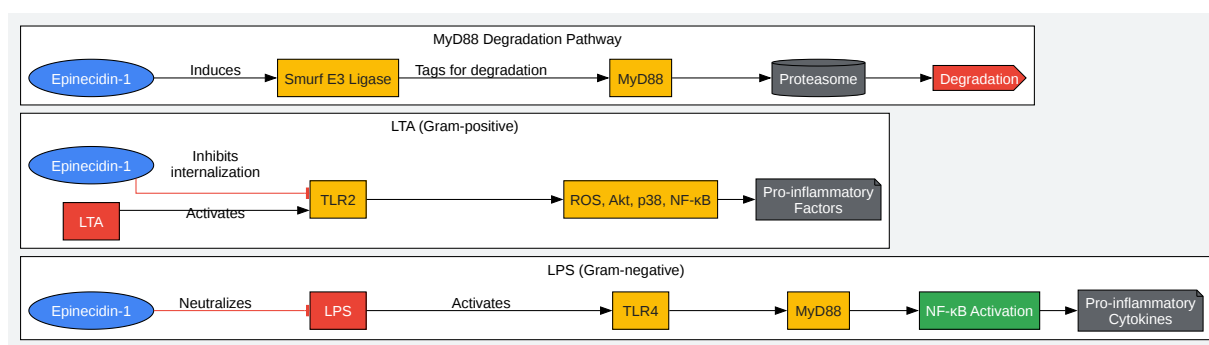 MyD88 Degradation Pathway
Epinecidin-1
Induces
Smurf E3 Ligase
Tags for degradation
MyD88
Proteasome
Degradation
LTA (Gram-positive)
Epinecidin-1
Inhibits
internalization
LTA
Activates
TLR2
ROS, Akt, p38, NF-κB
Pro-inflammatory
Factors
LPS (Gram-negative)
Epinecidin-1
Neutralizes
LPS
Activates
TLR4
MyD88
NF-κB Activation
Pro-inflammatory
Cytokines